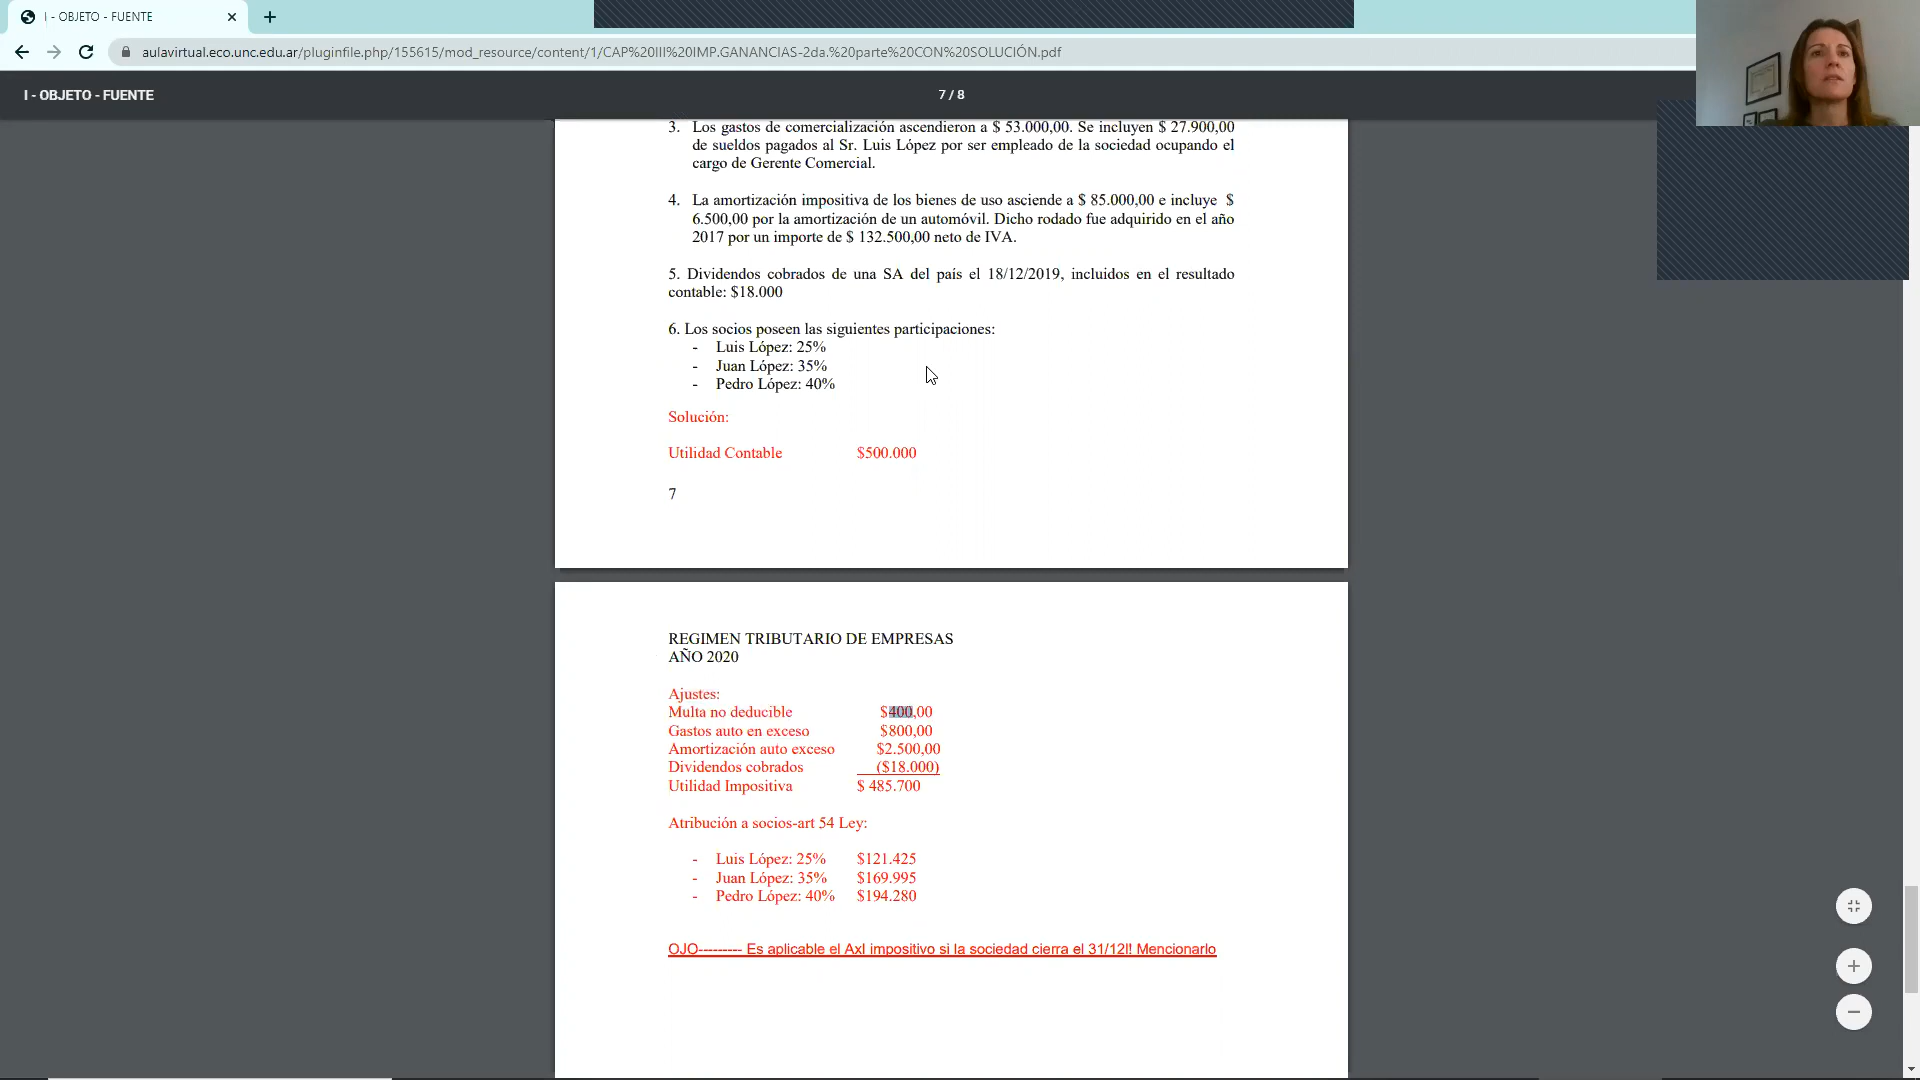 I - OBJETO - FUENTE
aulavirtual.eco.unc.edu.ar/pluginfile.php/155615/mod_resource/content/1/CAP%20III%20IMP.GANANCIAS-2da.%20parte%20CON%20SOLUCIÓN.pdf
I - OBJETO - FUENTE
7 / 8
3. Los gastos de comercialización ascendieron a $ 53.000,00. Se incluyen $ 27.900,00
de sueldos pagados al Sr. Luis López por ser empleado de la sociedad ocupando el
cargo de Gerente Comercial.
4. La amortización impositiva de los bienes de uso asciende a $ 85.000,00 e incluye $
6.500,00 por la amortización de un automóvil. Dicho rodado fue adquirido en el año
2017 por un importe de $ 132.500,00 neto de IVA.
5. Dividendos cobrados de una SA del país el 18/12/2019, incluidos en el resultado
contable: $18.000
6. Los socios poseen las siguientes participaciones:
- Luis López: 25%
- Juan López: 35%
- Pedro López: 40%
Solución:
Utilidad Contable $500.000
7
REGIMEN TRIBUTARIO DE EMPRESAS
AÑO 2020
Ajustes:
Multa no deducible $400,00
Gastos auto en exceso $800,00
Amortización auto exceso $2.500,00
Dividendos cobrados ($18.000)
Utilidad Impositiva $ 485.700
Atribución a socios-art 54 Ley:
- Luis López: 25% $121.425
- Juan López: 35% $169.995
- Pedro López: 40% $194.280
OJO--------- Es aplicable el AxI impositivo si la sociedad cierra el 31/12!! Mencionarlo